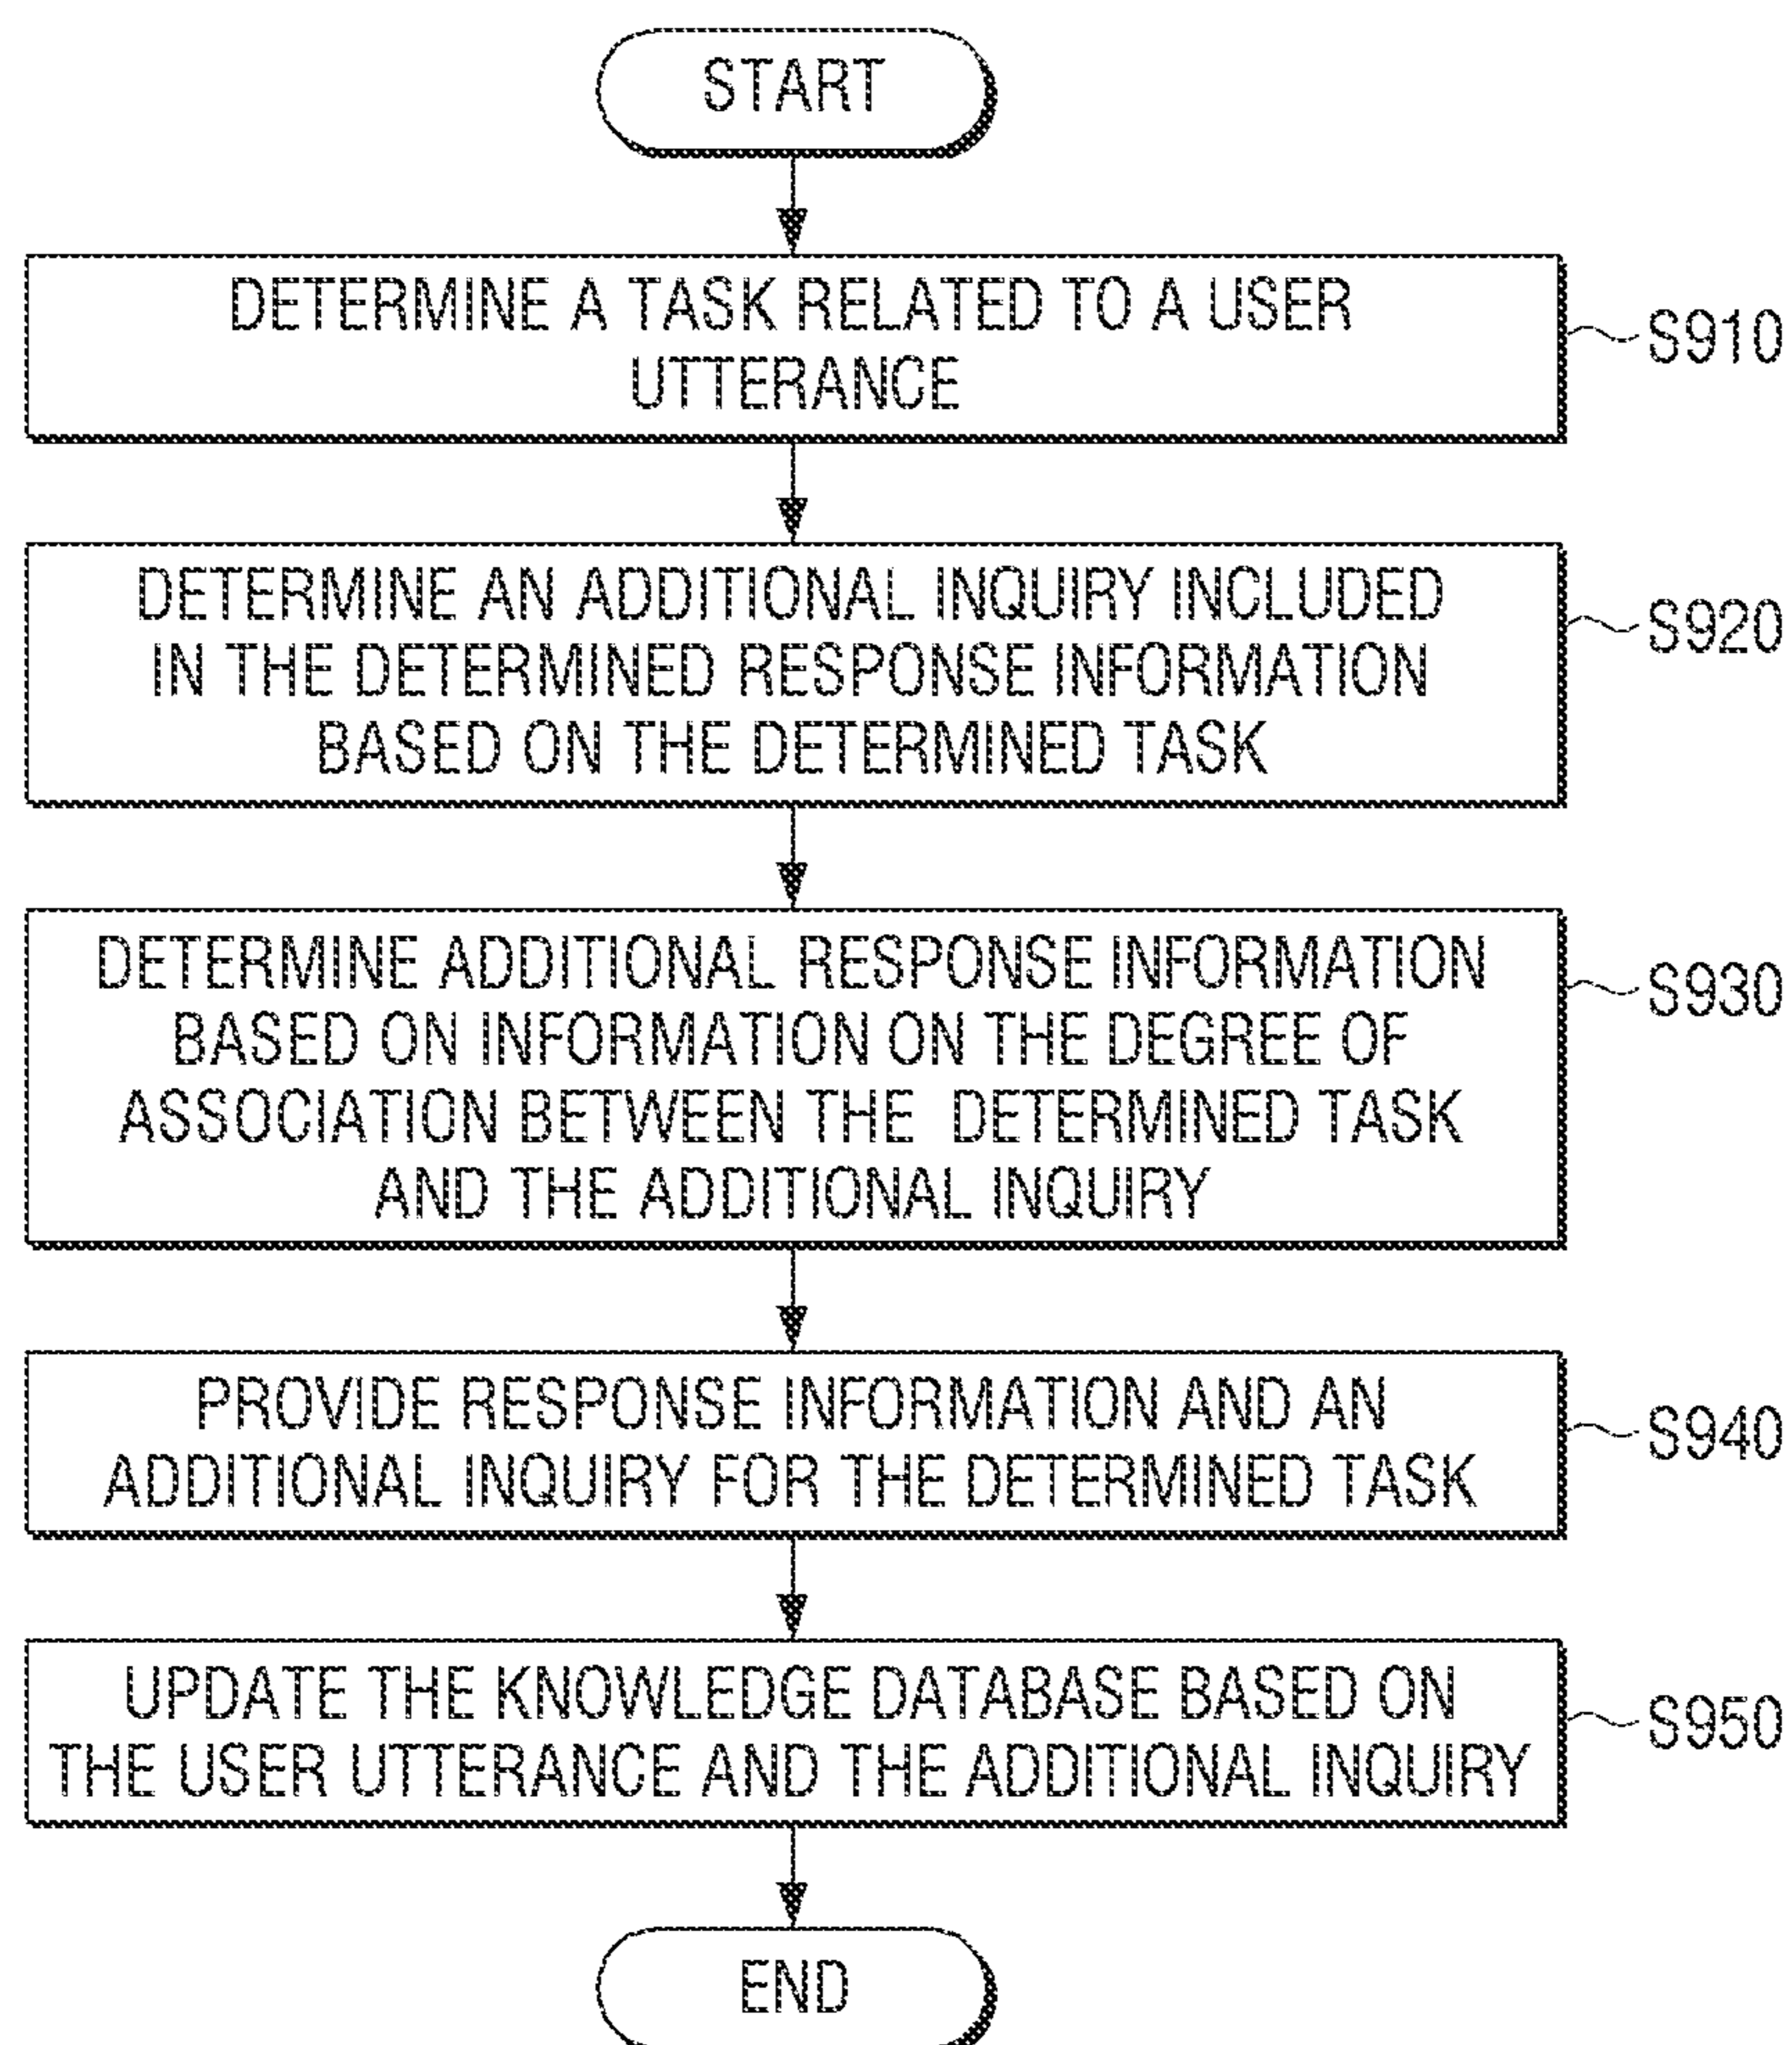 START
DETERMINE A TASK RELATED TO A USER
UTTERANCE
S910
DETERMINE AN ADDITIONAL INQUIRY INCLUDED
IN THE DETERMINED RESPONSE INFORMATION
BASED ON THE DETERMINED TASK
S920
DETERMINE ADDITIONAL RESPONSE INFORMATION
BASED ON INFORMATION ON THE DEGREE OF
ASSOCIATION BETWEEN THE DETERMINED TASK
AND THE ADDITIONAL INQUIRY
S930
PROVIDE RESPONSE INFORMATION AND AN
ADDITIONAL INQUIRY FOR THE DETERMINED TASK
S940
UPDATE THE KNOWLEDGE DATABASE BASED ON
THE USER UTTERANCE AND THE ADDITIONAL INQUIRY
S950
END